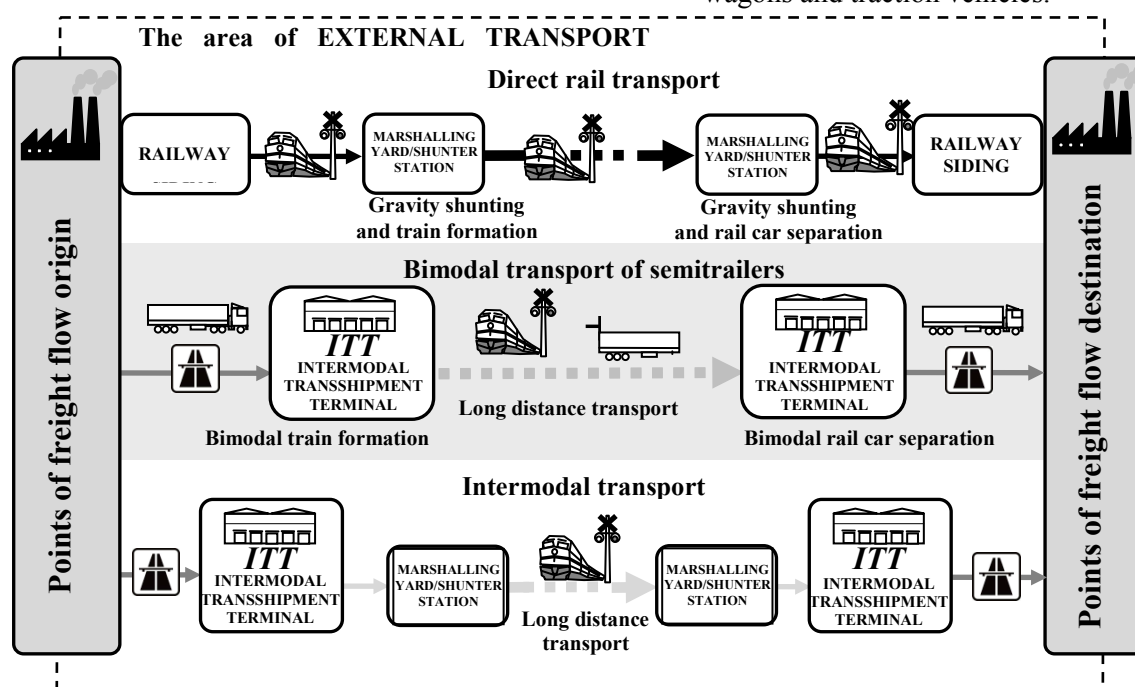 wagons and traction vehicles.
The area of EXTERNAL TRANSPORT
Direct rail transport
RAILWAY
MARSHALLING
YARD/SHUNTER
STATION
MARSHALLING
YARD/SHUNTER
STATION
RAILWAY
SIDING
Gravity shunting
and train formation
Gravity shunting
and rail car separation
Points of freight flow origin
Points of freight flow destination
Bimodal transport of semitrailers
ITT
INTERMODAL
TRANSSHIPMENT
TERMINAL
ITT
INTERMODAL
TRANSSHIPMENT
TERMINAL
Long distance transport
Bimodal train formation
Bimodal rail car separation
Intermodal transport
ITT
INTERMODAL
TRANSSHIPMENT
TERMINAL
MARSHALLING
YARD/SHUNTER
STATION
MARSHALLING
YARD/SHUNTER
STATION
ITT
INTERMODAL
TRANSSHIPMENT
TERMINAL
Long distance
transport